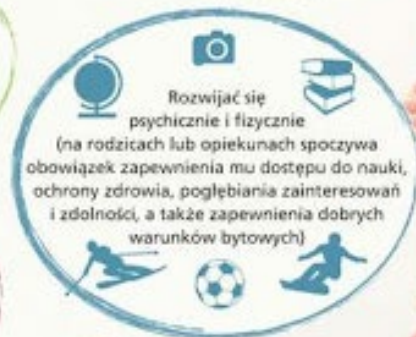 Rozwijać się
psychicznie i fizycznie
(na rodzicach lub opiekunach spoczywa
obowiązek zapewnienia mu dostępu do nauki,
ochrony zdrowia, pogłębiania zainteresowań
i zdolności, a także zapewnienia dobrych
warunków bytowych)